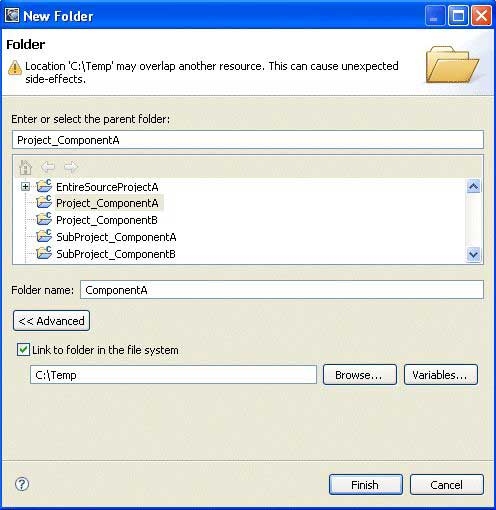 New Folder
Folder
Location 'C:\Temp' may overlap another resource. This can cause unexpected
side-effects.
Enter or select the parent folder:
Project_ComponentA
EntireSourceProjectA
Project_ComponentA
Project_ComponentB
SubProject_ComponentA
SubProject_ComponentB
Folder name: ComponentA
<< Advanced
Link to folder in the file system
C:\Temp Browse... Variables...
? Finish Cancel